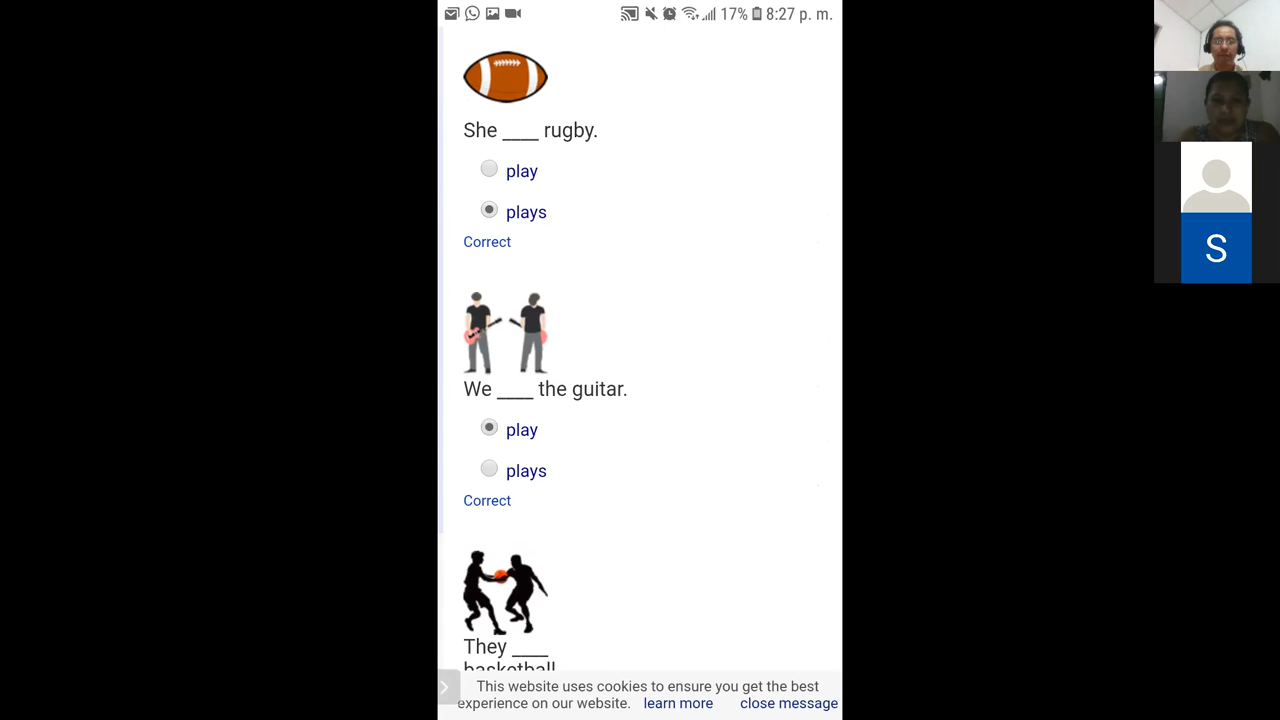 17% 8:27 p. m.
She ____ rugby.
play
plays
Correct
We ____ the guitar.
play
plays
Correct
They ____
basketball
This website uses cookies to ensure you get the best
experience on our website. learn more close message
S